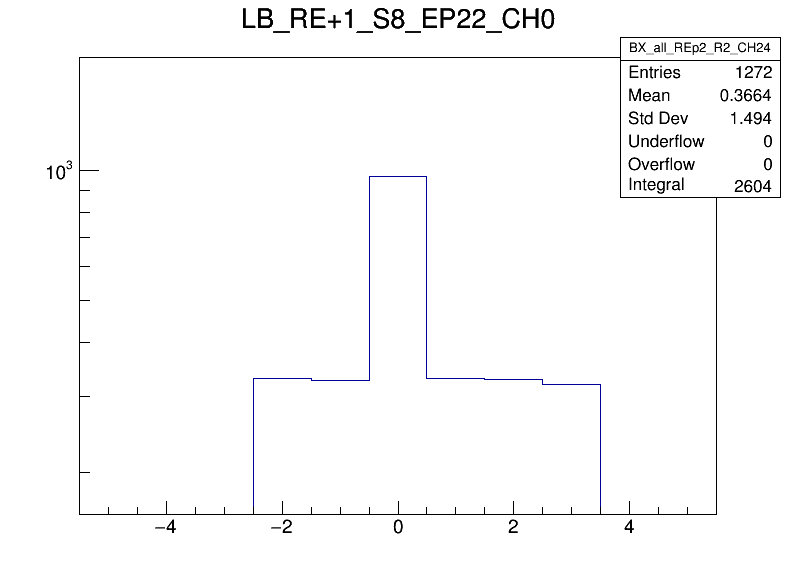 LB_RE+1_S8_EP22_CH0
BX_all_REp2_R2_CH24
Entries 1272
Mean 0.3664
Std Dev 1.494
Underflow 0
Overflow 0
Integral 2604
10³
−4 −2 0 2 4